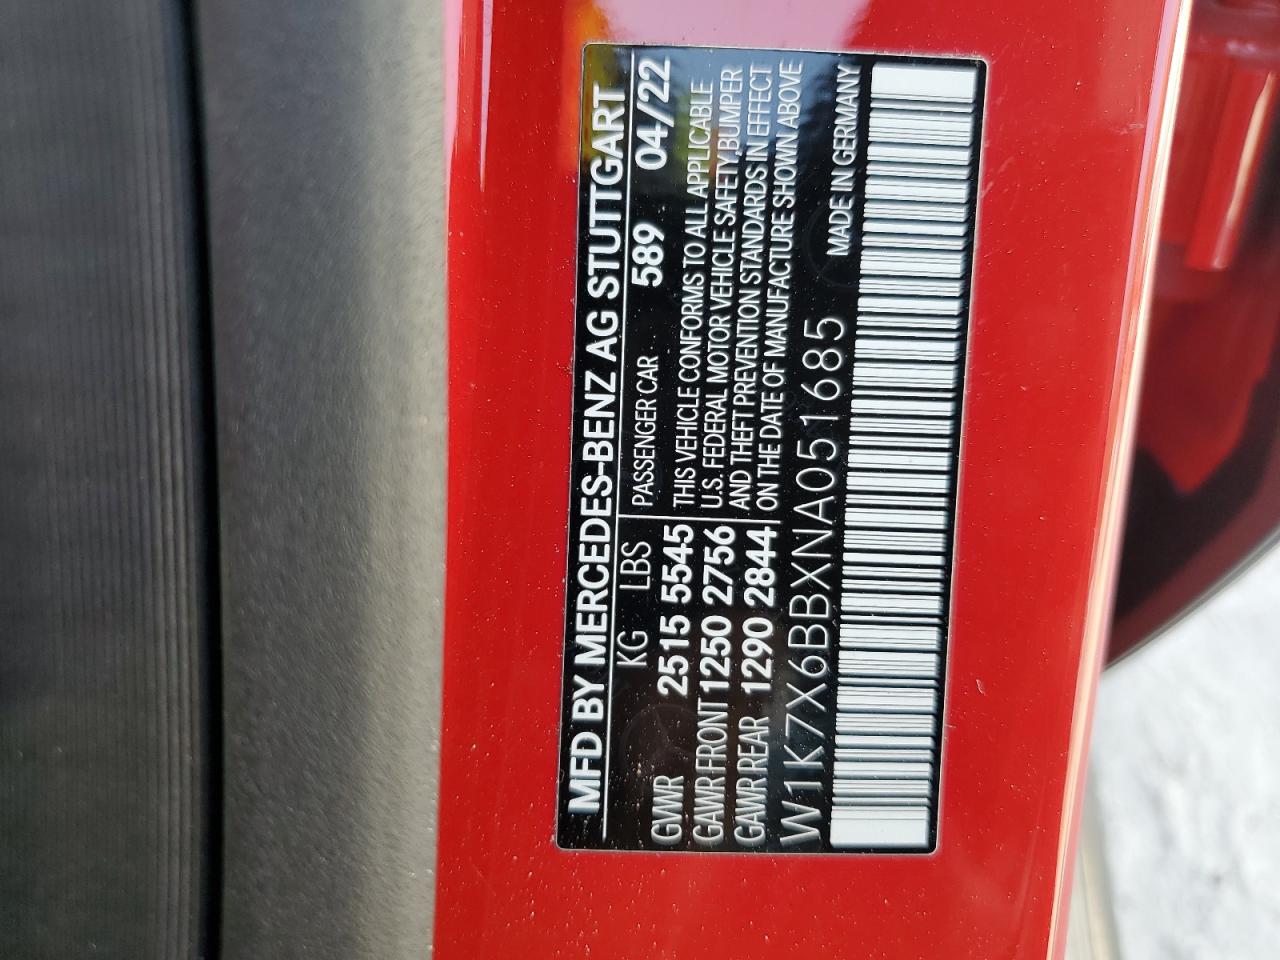 MFD BY MERCEDES-BENZ AG STUTTGART
KG LBS PASSENGER CAR 589 04/22
GVWR 2515 5545
GAWR FRONT 1250 2756
GAWR REAR 1290 2844
THIS VEHICLE CONFORMS TO ALL APPLICABLE
U.S. FEDERAL MOTOR VEHICLE SAFETY,BUMPER
AND THEFT PREVENTION STANDARDS IN EFFECT
ON THE DATE OF MANUFACTURE SHOWN ABOVE
W1K7X6BBXNA051685 MADE IN GERMANY